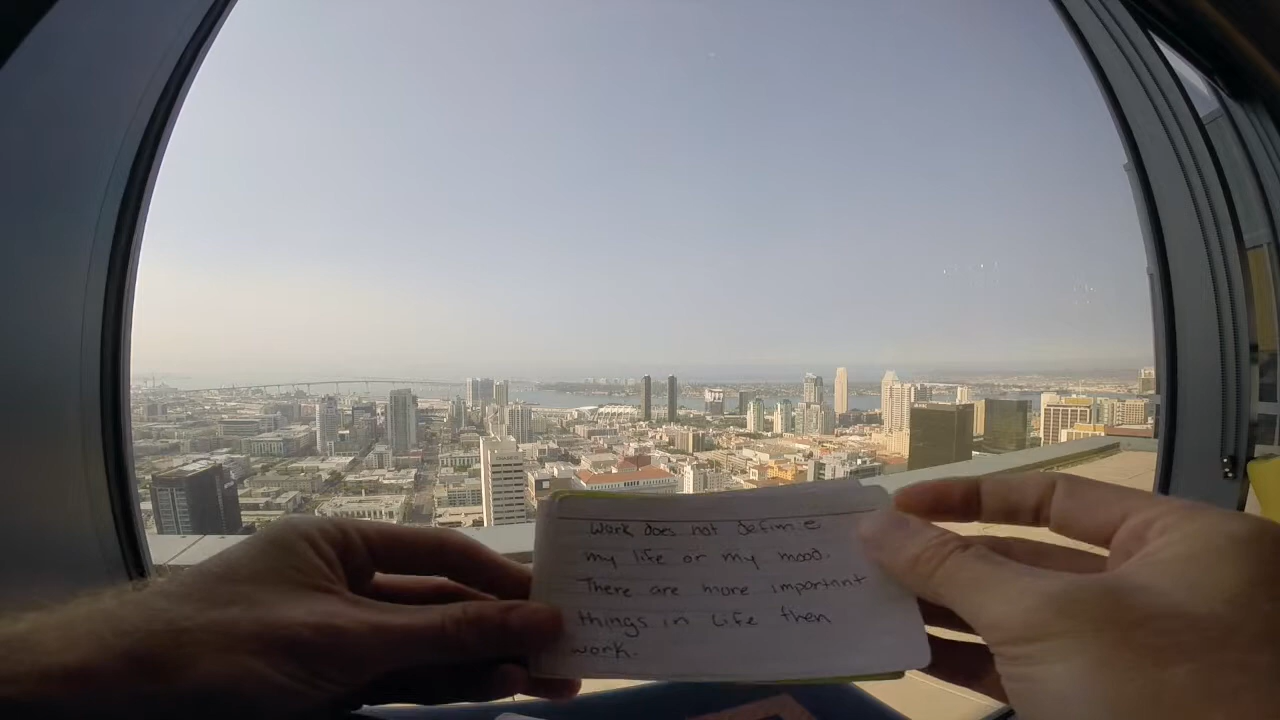 Work does not define
my life or my mood.
There are more important
things in life then
work.